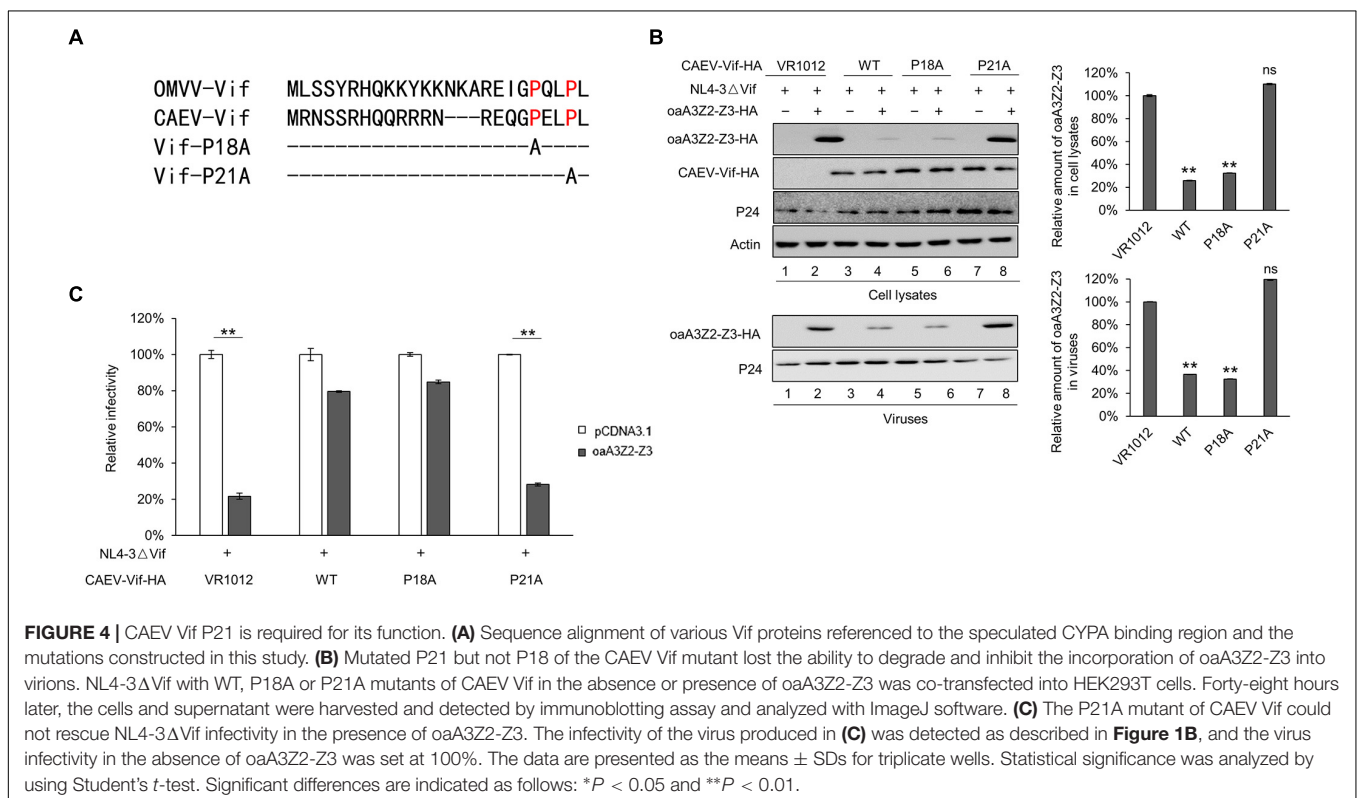 A
OMVV-Vif MLSSYRHQKKYKKNKAREIGPQLPL
CAEV-Vif MRNSSRHQQRRRN---REQGPELPL
Vif-P18A ---------------------A----
Vif-P21A ------------------------A-
B
CAEV-Vif-HA VR1012 WT P18A P21A
NL4-3△Vif + + + + + + + +
oaA3Z2-Z3-HA – + – + – + – +
oaA3Z2-Z3-HA
CAEV-Vif-HA
P24
Actin
1 2 3 4 5 6 7 8
Cell lysates
oaA3Z2-Z3-HA
P24
1 2 3 4 5 6 7 8
Viruses
Relative amount of oaA3Z2-Z3
in cell lysates
120%
100%
80%
60%
40%
20%
0%
** ** ns
VR1012 WT P18A P21A
Relative amount of oaA3Z2-Z3
in viruses
120%
100%
80%
60%
40%
20%
0%
** ** ns
VR1012 WT P18A P21A
C
Relative infectivity
120%
100%
80%
60%
40%
20%
0%
** **
pCDNA3.1
oaA3Z2-Z3
NL4-3△Vif + + + +
CAEV-Vif-HA VR1012 WT P18A P21A
FIGURE 4 | CAEV Vif P21 is required for its function. (A) Sequence alignment of various Vif proteins referenced to the speculated CYPA binding region and the
mutations constructed in this study. (B) Mutated P21 but not P18 of the CAEV Vif mutant lost the ability to degrade and inhibit the incorporation of oaA3Z2-Z3 into
virions. NL4-3ΔVif with WT, P18A or P21A mutants of CAEV Vif in the absence or presence of oaA3Z2-Z3 was co-transfected into HEK293T cells. Forty-eight hours
later, the cells and supernatant were harvested and detected by immunoblotting assay and analyzed with ImageJ software. (C) The P21A mutant of CAEV Vif could
not rescue NL4-3ΔVif infectivity in the presence of oaA3Z2-Z3. The infectivity of the virus produced in (C) was detected as described in Figure 1B, and the virus
infectivity in the absence of oaA3Z2-Z3 was set at 100%. The data are presented as the means ± SDs for triplicate wells. Statistical significance was analyzed by
using Student's t-test. Significant differences are indicated as follows: *P < 0.05 and **P < 0.01.